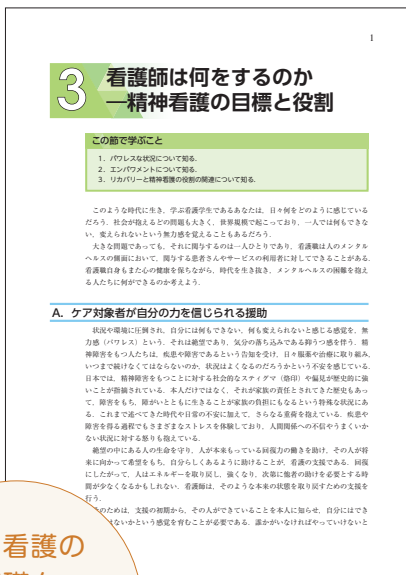 1
3
看護師は何をするのか
―精神看護の目標と役割
この節で学ぶこと
1．パワレスな状況について知る．
2．エンパワメントについて知る．
3．リカバリーと精神看護の役割の関連について知る．
このような時代に生き，学ぶ看護学生であるあなたは，日々何をどのように感じている
だろう．社会が抱えるどの問題も大きく，世界規模で起こっており，一人では何もできな
い，変えられないという無力感を覚えることもあるだろう．
大きな問題であっても，それに関与するのは一人ひとりであり，看護職は人のメンタル
ヘルスの側面において，関与する患者さんやサービスの利用者に対してできることがある．
看護職自身もまた心の健康を保ちながら，時代を生き抜き，メンタルヘルスの困難を抱え
る人たちに何ができるのか考えよう．
A．ケア対象者が自分の力を信じられる援助
状況や環境に圧倒され，自分には何もできない，何も変えられないと感じる感覚を，無
力感（パワレス）という．それは絶望であり，気分の落ち込みである抑うつ感を伴う．精
神障害をもつ人たちは，疾患や障害であるという告知を受け，日々服薬や治療に取り組み，
いつまで続けなくてはならないのか，状況はよくなるのだろうかという不安を感じている．
日本では，精神障害をもつことに対する社会的なスティグマ（烙印）や偏見が歴史的に強
いことが指摘されている．本人だけではなく，それが家族の責任とされてきた歴史もあっ
て，障害をもち，障がいとともに生きることが家族の負担にもなるという特殊な状況にあ
る．これまで述べてきた時代や日常の不安に加えて，さらなる重荷を抱えている．疾患や
障害を得る過程でもさまざまなストレスを体験しており，人間関係への不信やうまくいか
ない状況に対する怒りも抱えている．
絶望の中にある人の生命を守り，人が本来もっている回復力の働きを助け，その人が将
来に向かって希望をもち，自分らしくあるように助けることが，看護の支援である．回復
にしたがって，人はエネルギーを取り戻し，強くなり，次第に他者の助けを必要とする時
間が少なくなるかもしれない．看護師は，そのような本来の状態を取り戻すための支援を
行う．
のためは，支援の初期から，その人ができていることを本人に知らせ，自分にはでき
はないかという感覚を育むことが必要である．誰かがいなければやっていけないと
看護の